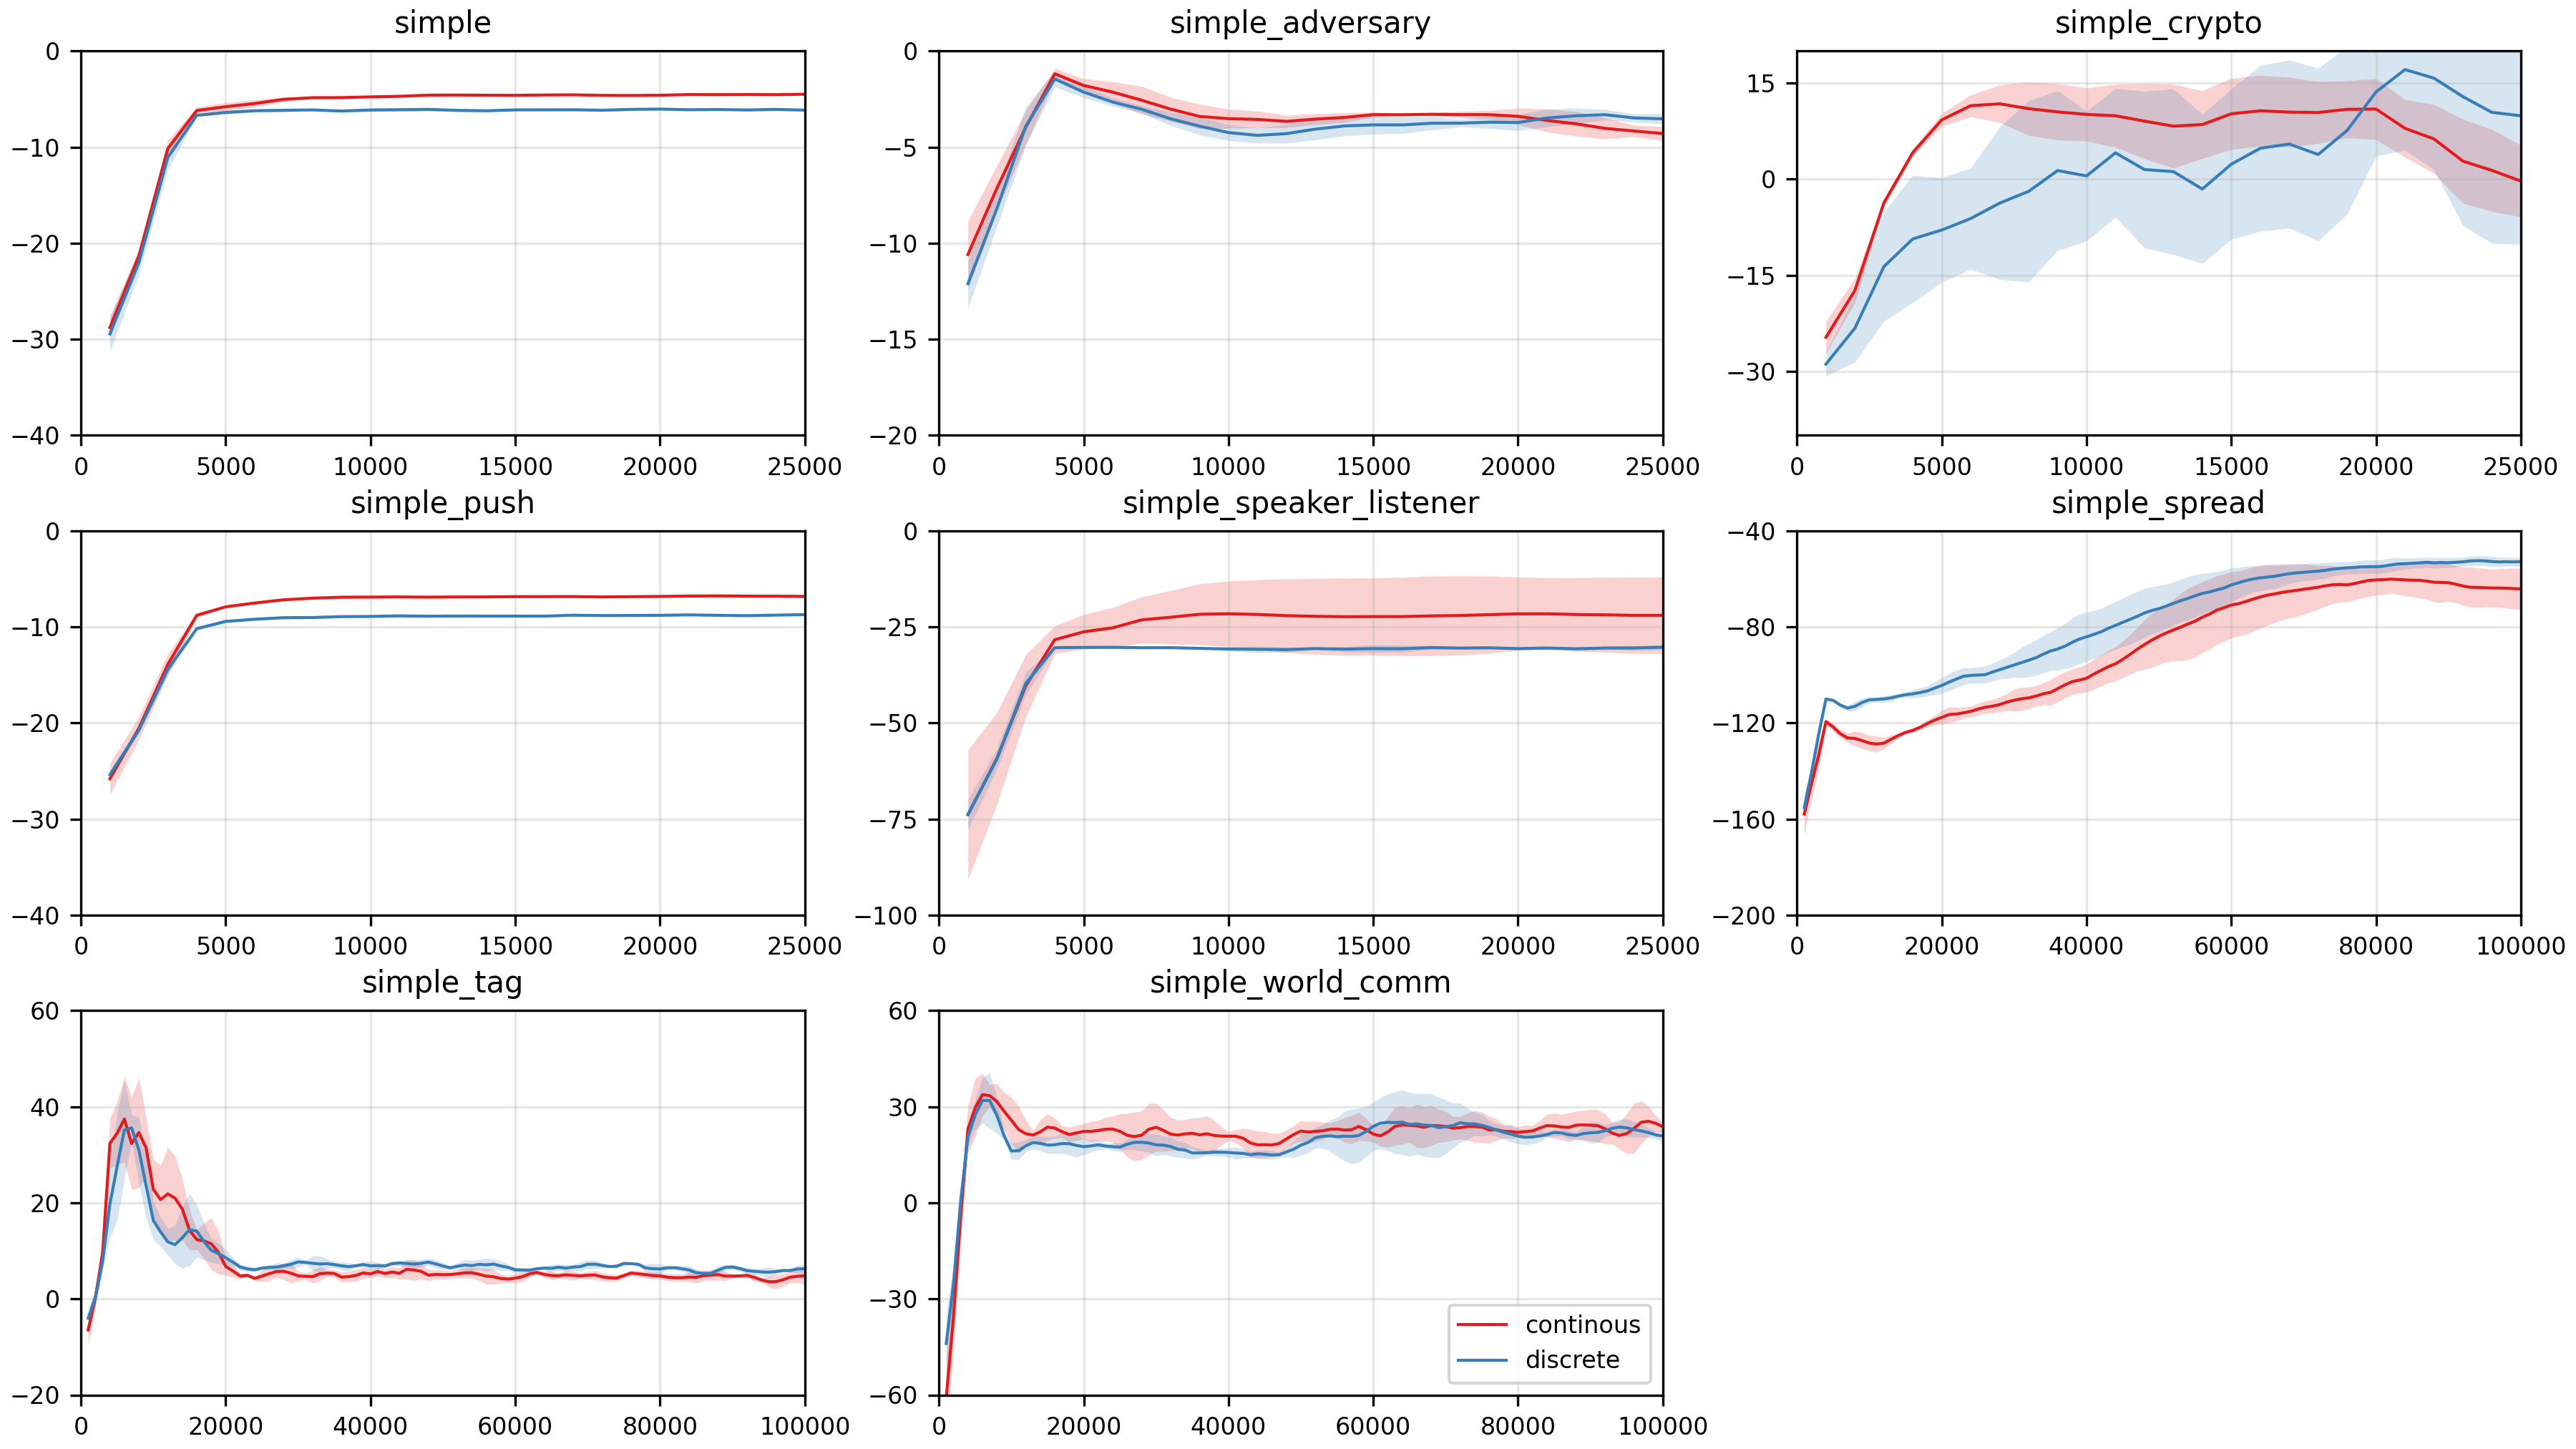 simple
simple_adversary
simple_crypto
0
−10
−20
−30
−40
0 5000 10000 15000 20000 25000
0
−5
−10
−15
−20
0 5000 10000 15000 20000 25000
15
0
−15
−30
0 5000 10000 15000 20000 25000
simple_push
simple_speaker_listener
simple_spread
0
−10
−20
−30
−40
0 5000 10000 15000 20000 25000
0
−25
−50
−75
−100
0 5000 10000 15000 20000 25000
−40
−80
−120
−160
−200
0 20000 40000 60000 80000 100000
simple_tag
simple_world_comm
60
40
20
0
−20
0 20000 40000 60000 80000 100000
60
30
0
−30
−60
0 20000 40000 60000 80000 100000
continous
discrete